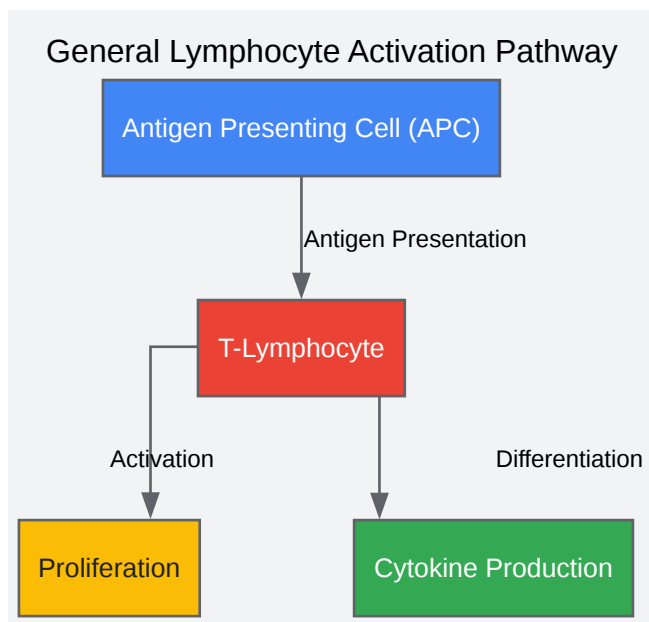 General Lymphocyte Activation Pathway
Antigen Presenting Cell (APC)
Antigen Presentation
T-Lymphocyte
Activation
Differentiation
Proliferation
Cytokine Production